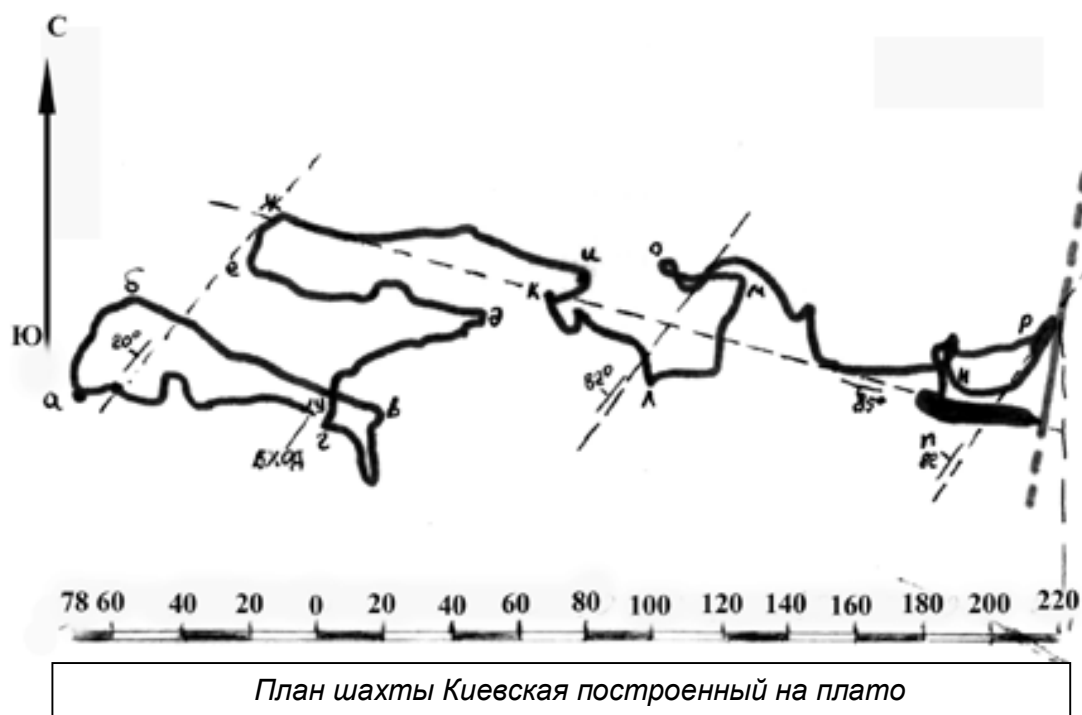 С
Ж
О
и
е
к
м
б
д
Р
Ю
20°
82°
Н
а
Л
85°
в
г
П
ВХОД
78 60 40 20 0 20 40 60 80 100 120 140 160 180 200 220
План шахты Киевская построенный на плато